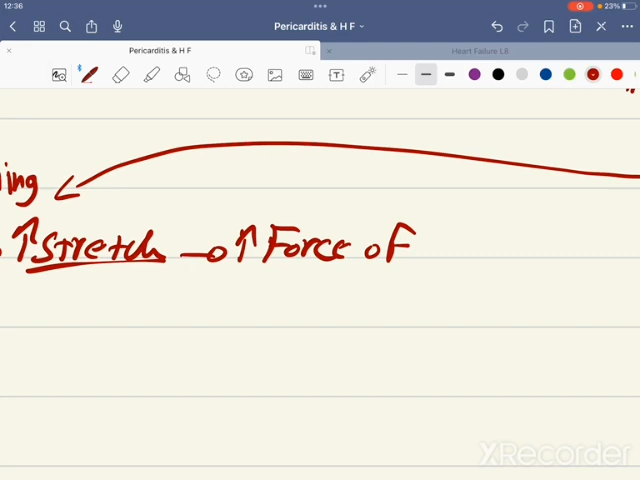 12:36
23%
Pericarditis & H F
Pericarditis & H F
Heart Failure L8
ing
↑ Stretch → ↑ Force of
XRecorder